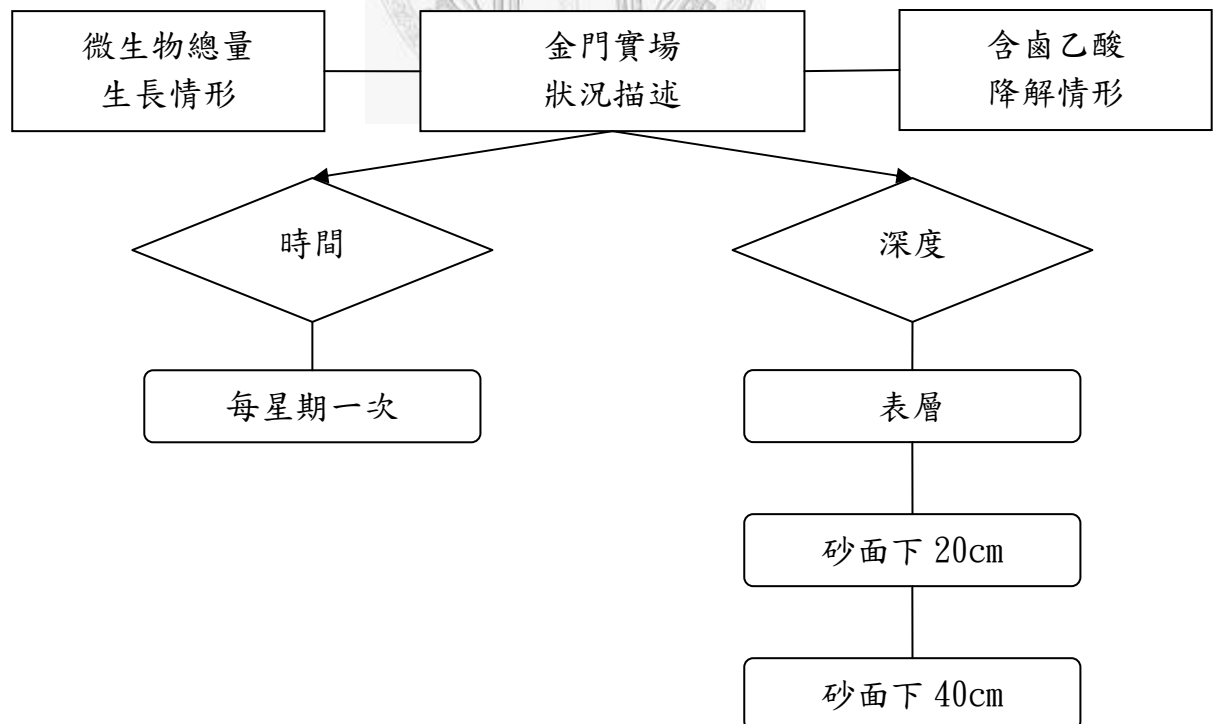 微生物總量
生長情形
金門實場
狀況描述
含鹵乙酸
降解情形
時間
深度
每星期一次
表層
砂面下 20cm
砂面下 40cm